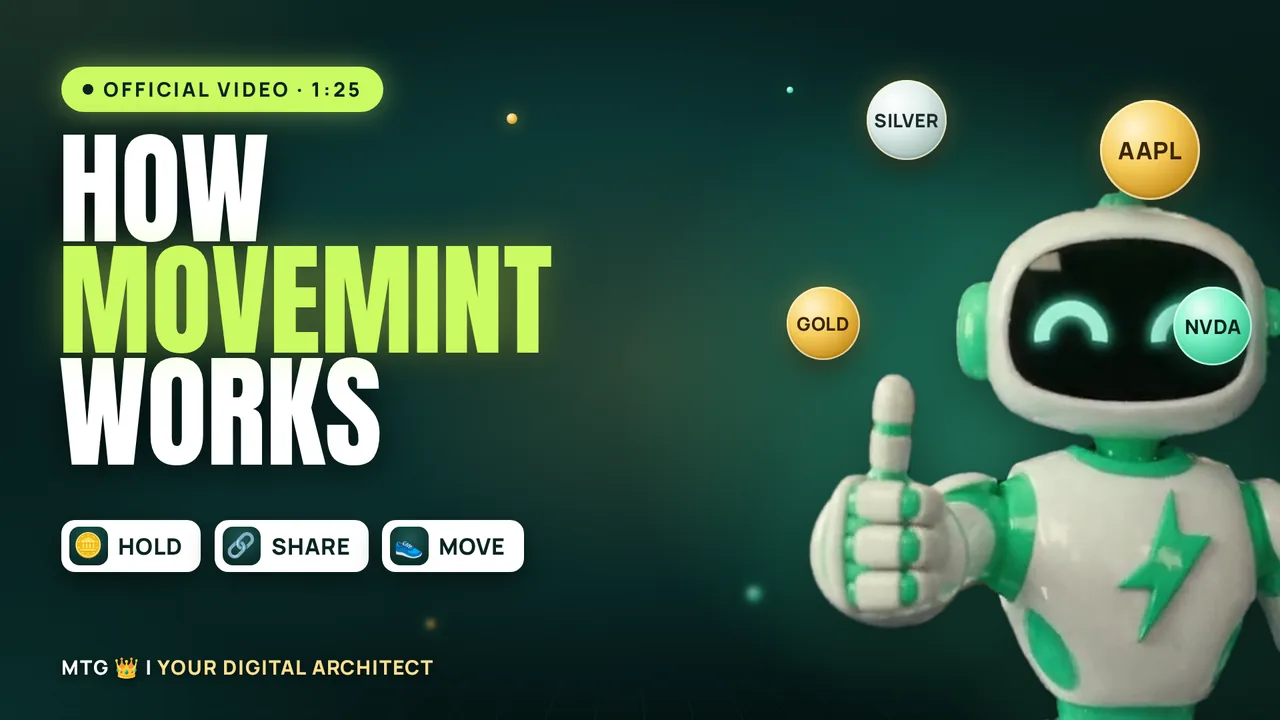 OFFICIAL VIDEO · 1:25
HOW
MOVEMINT
WORKS
HOLD
SHARE
MOVE
MTG 👑 | YOUR DIGITAL ARCHITECT
SILVER
AAPL
GOLD
NVDA